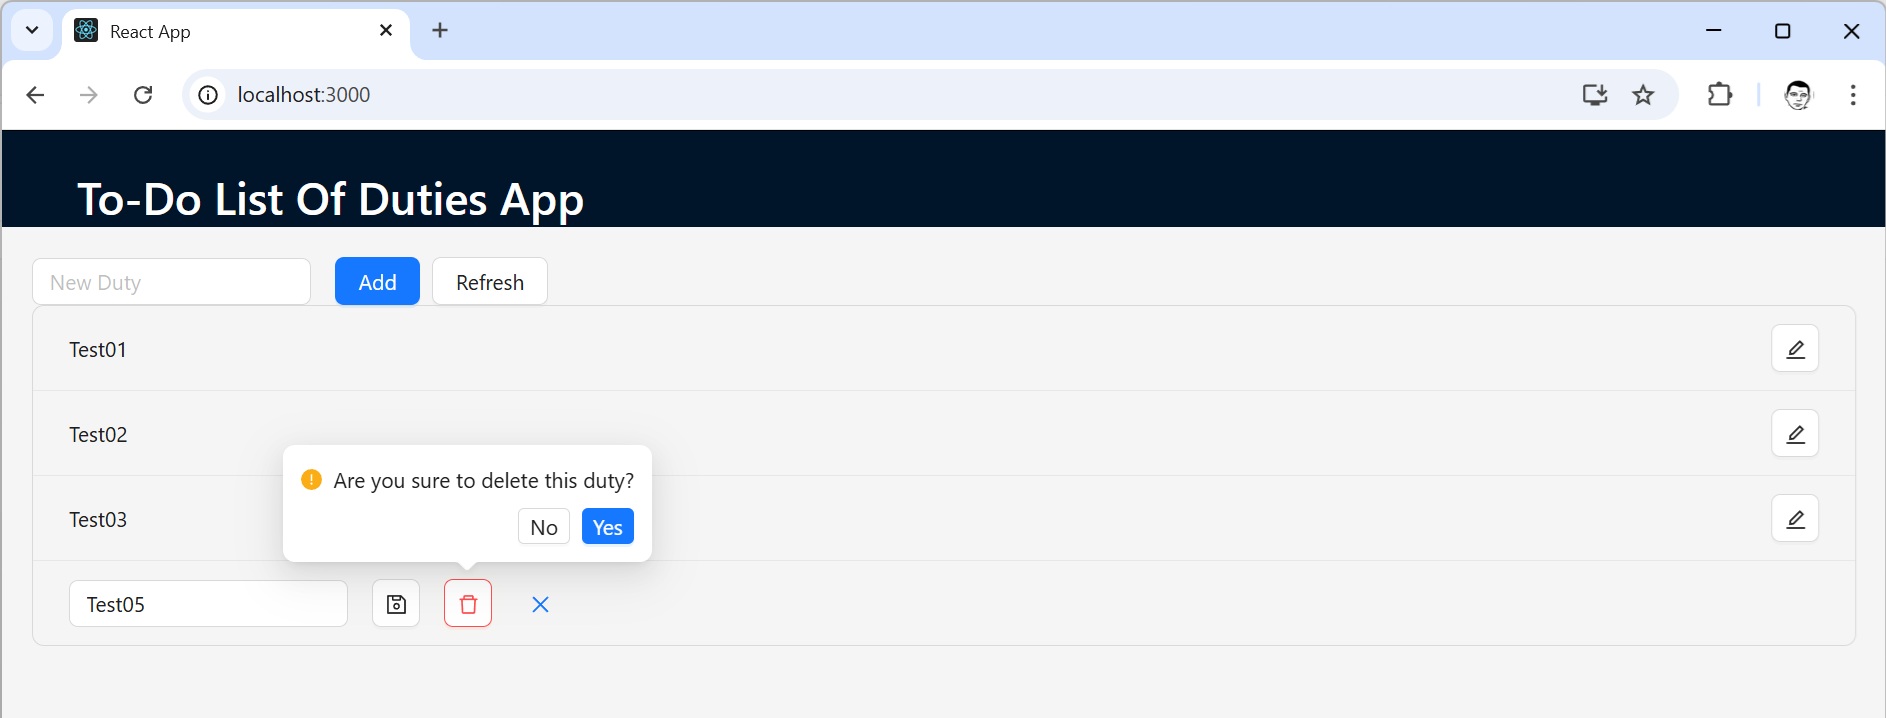 React App
localhost:3000
To-Do List Of Duties App
New Duty Add Refresh
Test01
Test02
Are you sure to delete this duty?
No Yes
Test03
Test05